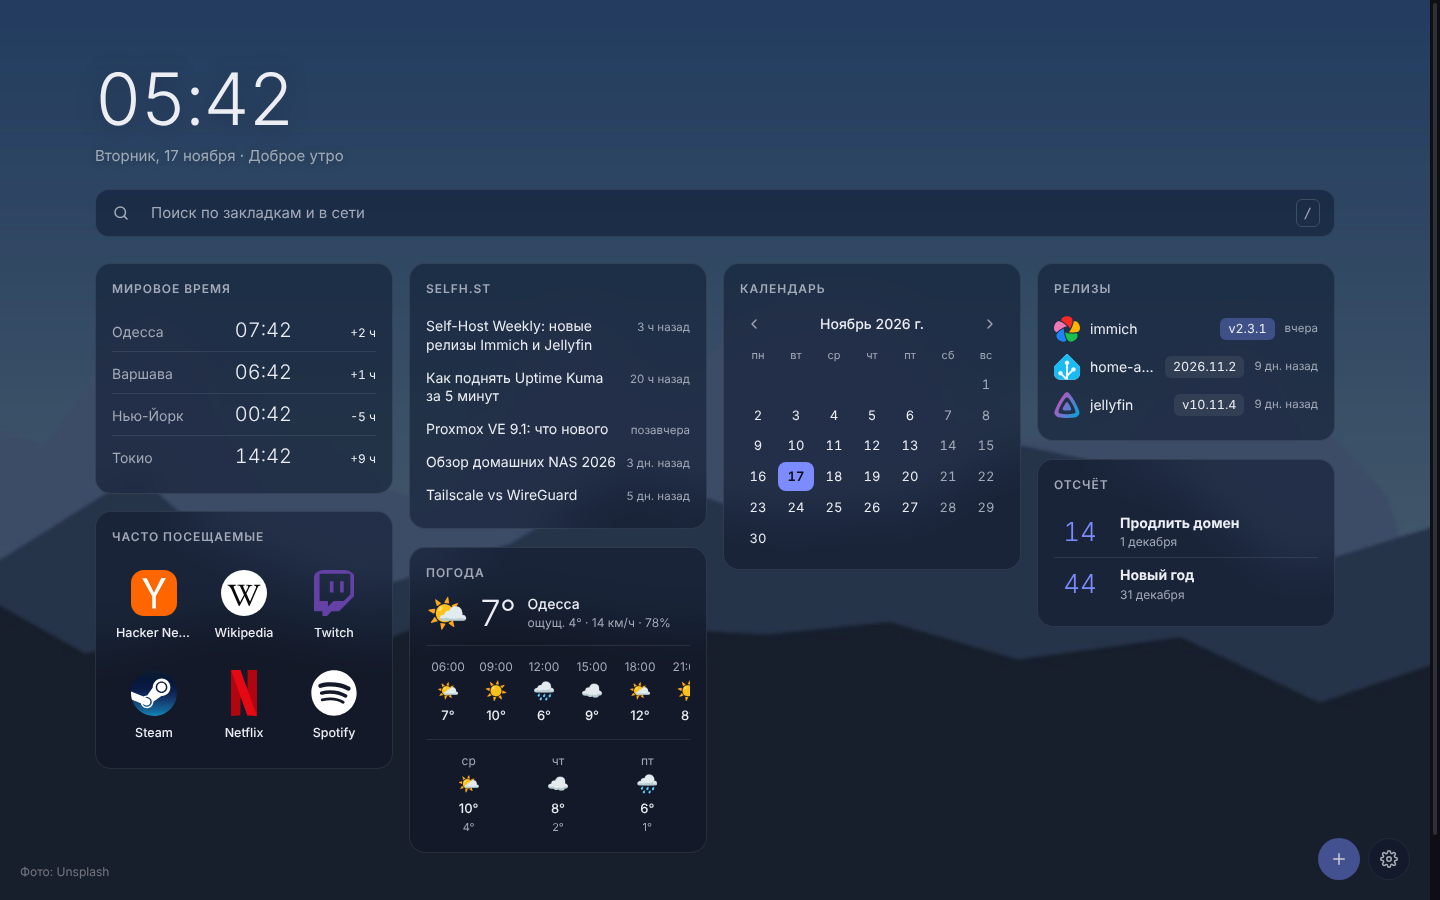 05:42
Вторник, 17 ноября · Доброе утро
Поиск по закладкам и в сети
/
МИРОВОЕ ВРЕМЯ
Одесса 07:42 +2 ч
Варшава 06:42 +1 ч
Нью-Йорк 00:42 -5 ч
Токио 14:42 +9 ч
ЧАСТО ПОСЕЩАЕМЫЕ
Hacker Ne... Wikipedia Twitch
Steam Netflix Spotify
SELFH.ST
Self-Host Weekly: новые 3 ч назад
релизы Immich и Jellyfin
Как поднять Uptime Kuma 20 ч назад
за 5 минут
Proxmox VE 9.1: что нового позавчера
Обзор домашних NAS 2026 3 дн. назад
Tailscale vs WireGuard 5 дн. назад
ПОГОДА
7° Одесса
ощущ. 4° · 14 км/ч · 78%
06:00 09:00 12:00 15:00 18:00
7° 10° 6° 9° 12° 8
ср чт пт
10° 8° 6°
4° 2° 1°
КАЛЕНДАРЬ
Ноябрь 2026 г.
пн вт ср чт пт сб вс
1
2 3 4 5 6 7 8
9 10 11 12 13 14 15
16 17 18 19 20 21 22
23 24 25 26 27 28 29
30
РЕЛИЗЫ
immich v2.3.1 вчера
home-a... 2026.11.2 9 дн. назад
jellyfin v10.11.4 9 дн. назад
ОТСЧЁТ
14 Продлить домен
1 декабря
44 Новый год
31 декабря
Фото: Unsplash